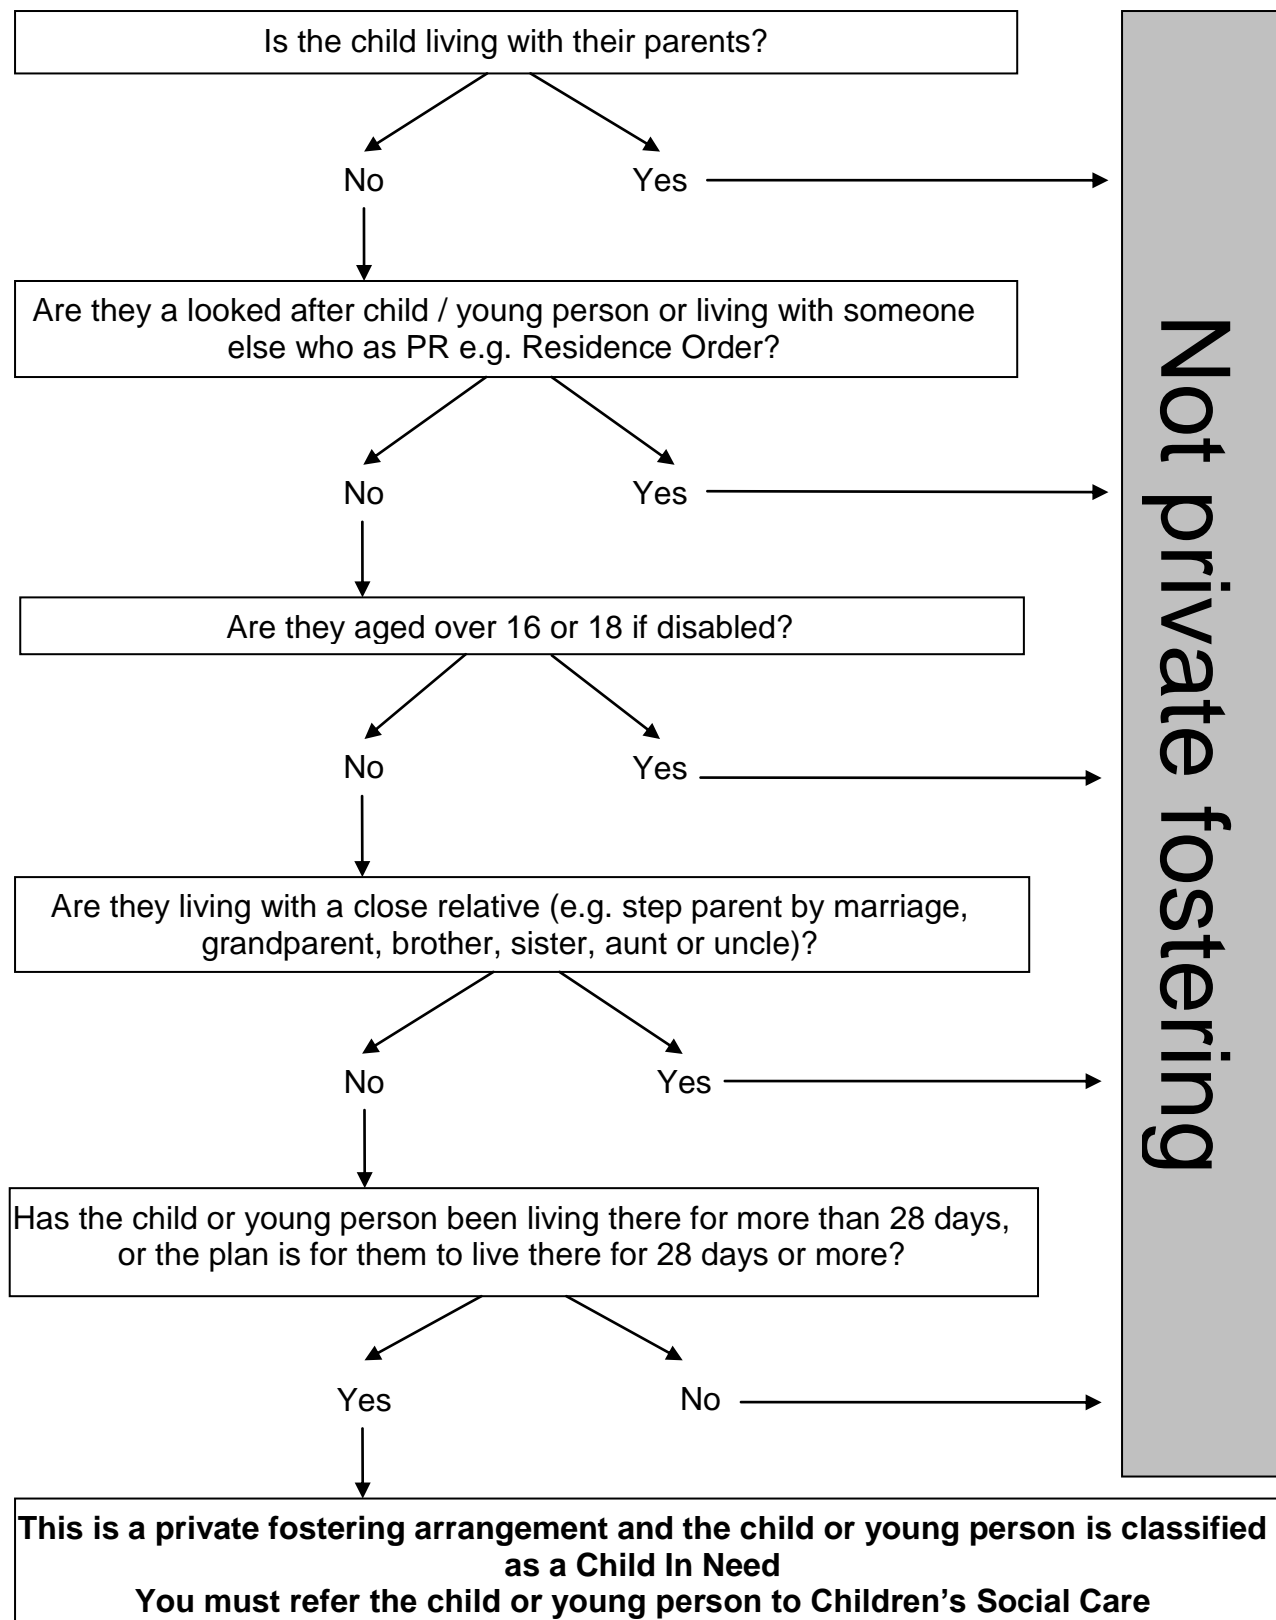 Is the child living with their parents?
No
Yes
Are they a looked after child / young person or living with someone
else who as PR e.g. Residence Order?
No
Yes
Are they aged over 16 or 18 if disabled?
No
Yes
Are they living with a close relative (e.g. step parent by marriage,
grandparent, brother, sister, aunt or uncle)?
No
Yes
Has the child or young person been living there for more than 28 days,
or the plan is for them to live there for 28 days or more?
Yes
No
Not private fostering
This is a private fostering arrangement and the child or young person is classified
as a Child In Need
You must refer the child or young person to Children’s Social Care